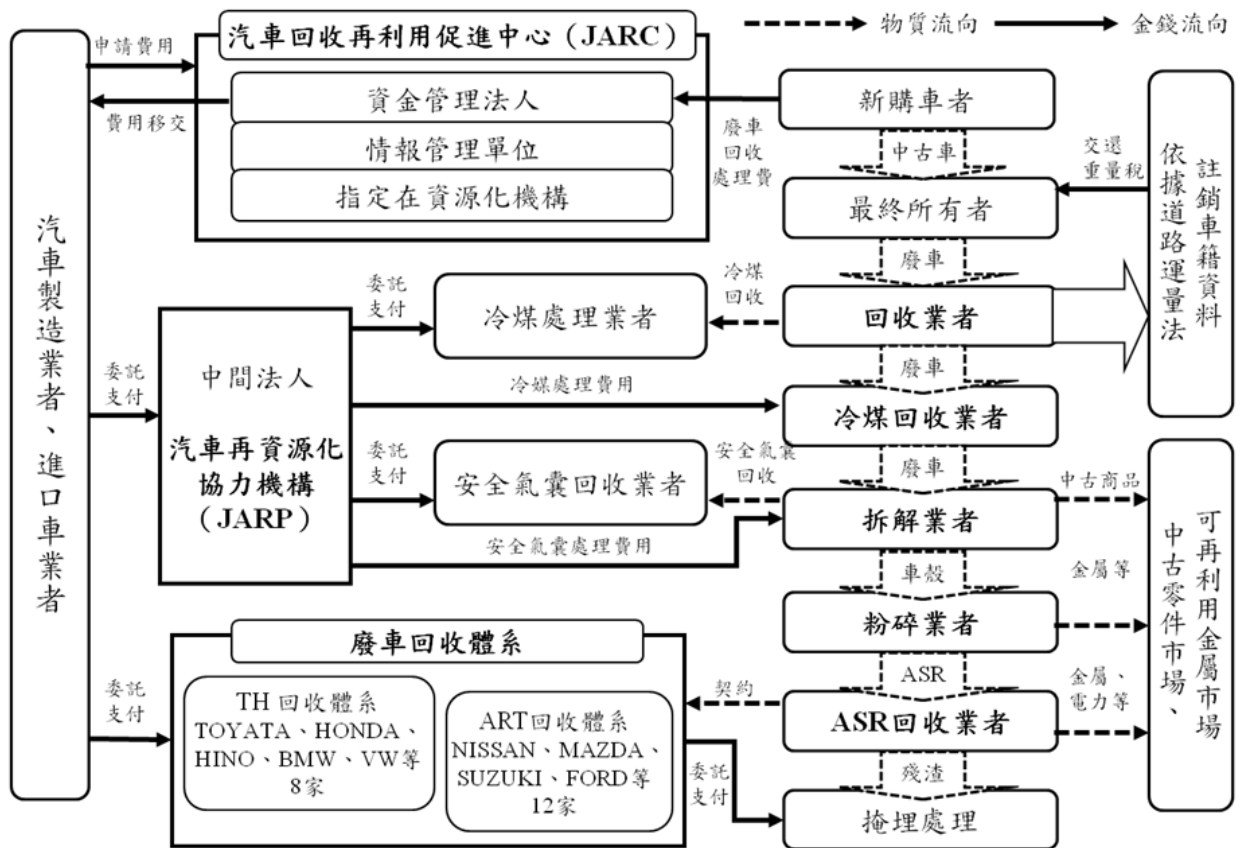 物質流向
金錢流向
汽車製造業者、進口車業者
申請費用
費用移交
汽車回收再利用促進中心（JARC）
資金管理法人
情報管理單位
指定在資源化機構
廢車
回收
處理費
新購車者
中古車
最終所有者
廢車
交還
重量稅
註銷車籍資料
依據道路運量法
委託
支付
冷煤處理業者
冷煤
回收
回收業者
廢車
委託
支付
中間法人
汽車再資源化
協力機構
（JARP）
冷媒處理費用
冷煤回收業者
廢車
委託
支付
安全氣囊回收業者
安全氣囊
回收
安全氣囊處理費用
拆解業者
中古商品
車殼
金屬等
粉碎業者
ASR
金屬、
電力等
可再利用金屬市場
中古零件市場、
委託
支付
廢車回收體系
TH 回收體系
TOYATA、HONDA、
HINO、BMW、VW等
8家
ART回收體系
NISSAN、MAZDA、
SUZUKI、FORD等
12家
契約
ASR回收業者
殘渣
委託
支付
掩埋處理